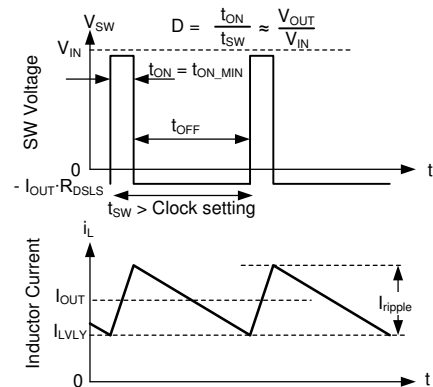 V_SW
D = t_ON / t_SW ≈ V_OUT / V_IN
V_IN
SW Voltage
t_ON = t_ON_MIN
t_OFF
0
t
- I_OUT·R_DSLS
t_SW > Clock setting
i_L
Inductor Current
I_OUT
I_ripple
I_LVLY
0
t